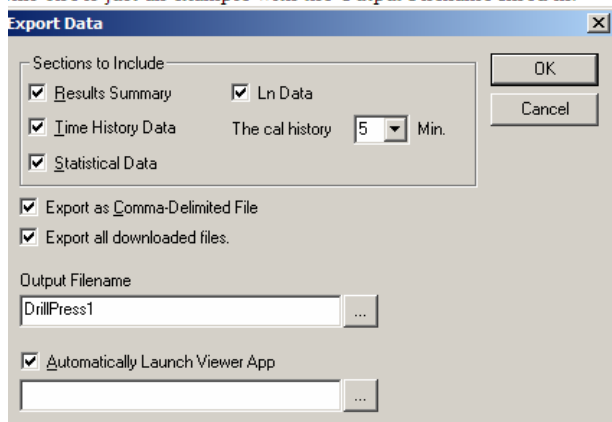 Export Data
Sections to Include
Results Summary
Ln Data
Time History Data
The cal history 5 Min.
Statistical Data
OK
Cancel
Export as Comma-Delimited File
Export all downloaded files.
Output Filename
DrillPress1
...
Automatically Launch Viewer App
...